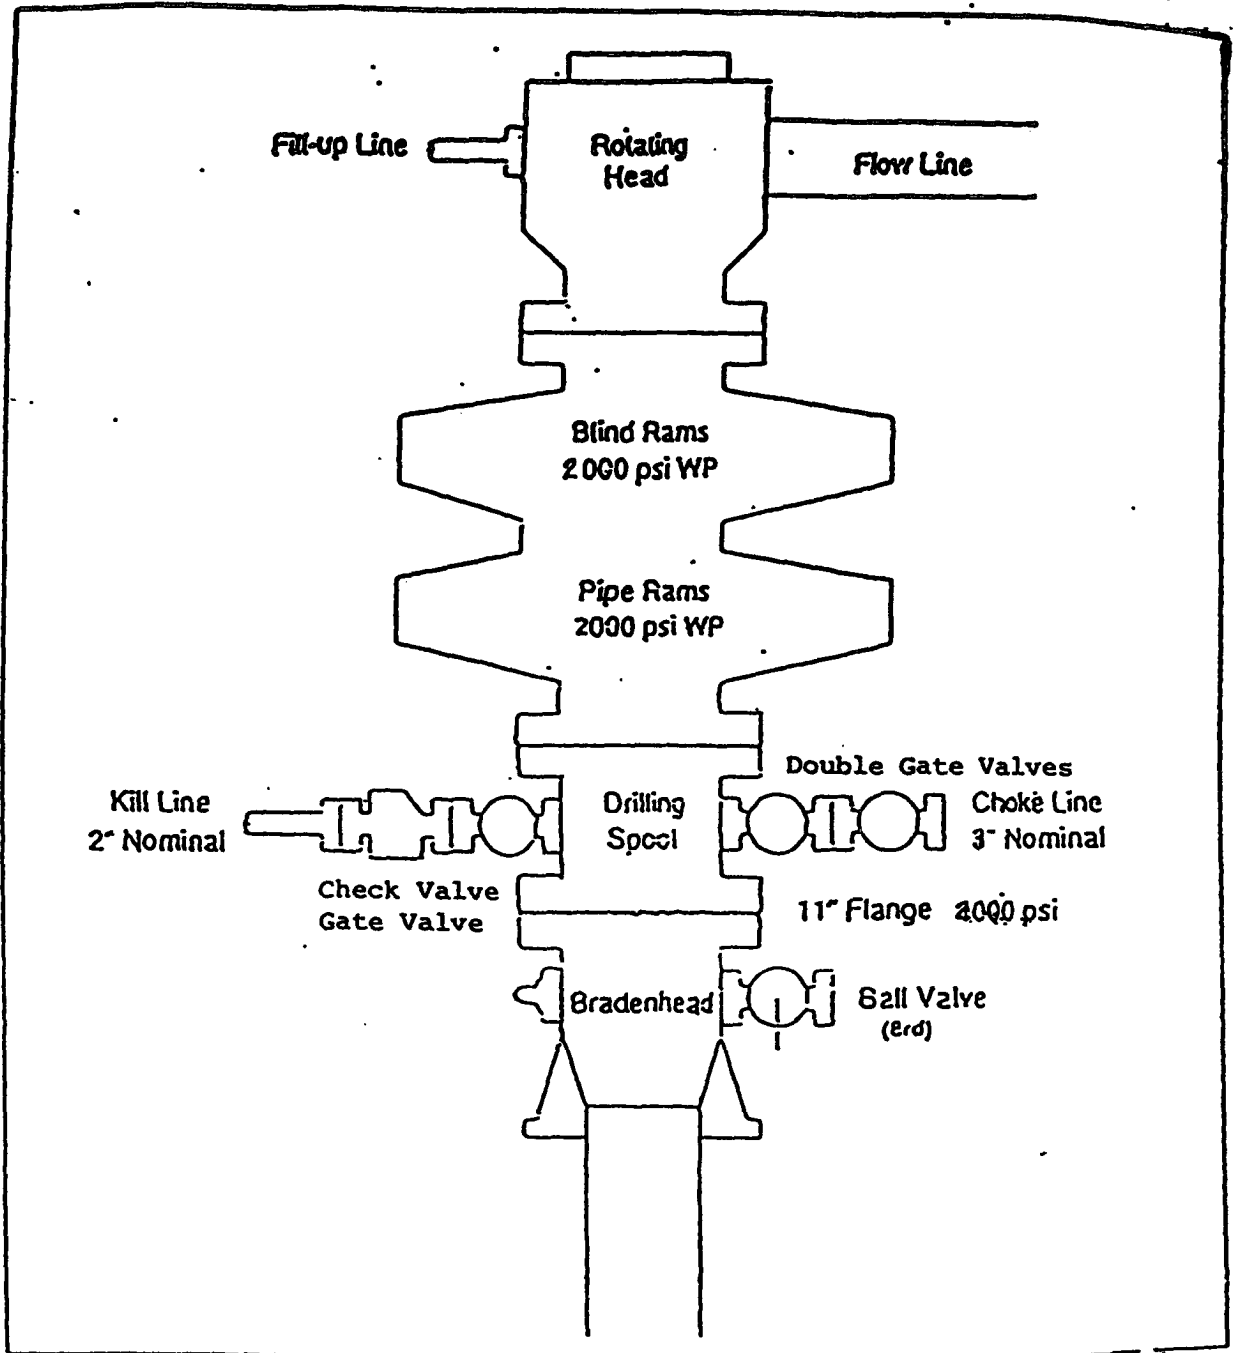 Fill-up Line
Rotating
Head
Flow Line
Blind Rams
2000 psi WP
Pipe Rams
2000 psi WP
Double Gate Valves
Kill Line
2" Nominal
Drilling
Spool
Choke Line
3" Nominal
Check Valve
Gate Valve
11" Flange psi
Bradenhead
Ball Valve